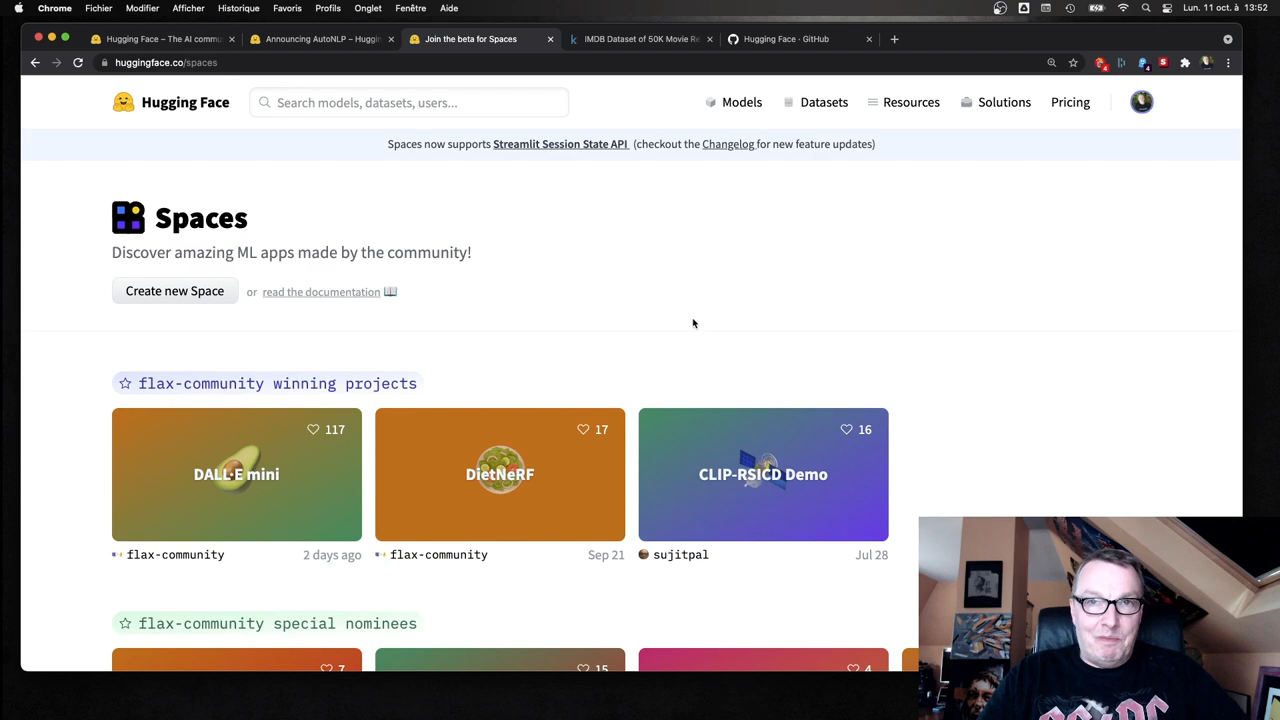 Chrome Fichier Modifier Afficher Historique Favoris Profils Onglet Fenêtre Aide Lun. 11 oct. à 13:52
Hugging Face – The AI commu Announcing AutoNLP – Huggin Join the beta for Spaces IMDB Dataset of 50K Movie Re Hugging Face · GitHub
huggingface.co/spaces
Hugging Face Search models, datasets, users... Models Datasets Resources Solutions Pricing
Spaces now supports Streamlit Session State API (checkout the Changelog for new feature updates)
Spaces
Discover amazing ML apps made by the community!
Create new Space or read the documentation
flax-community winning projects
117 17 16
DALL·E mini DietNeRF CLIP-RSICD Demo
flax-community 2 days ago flax-community Sep 21 sujitpal Jul 28
flax-community special nominees
7 15 4